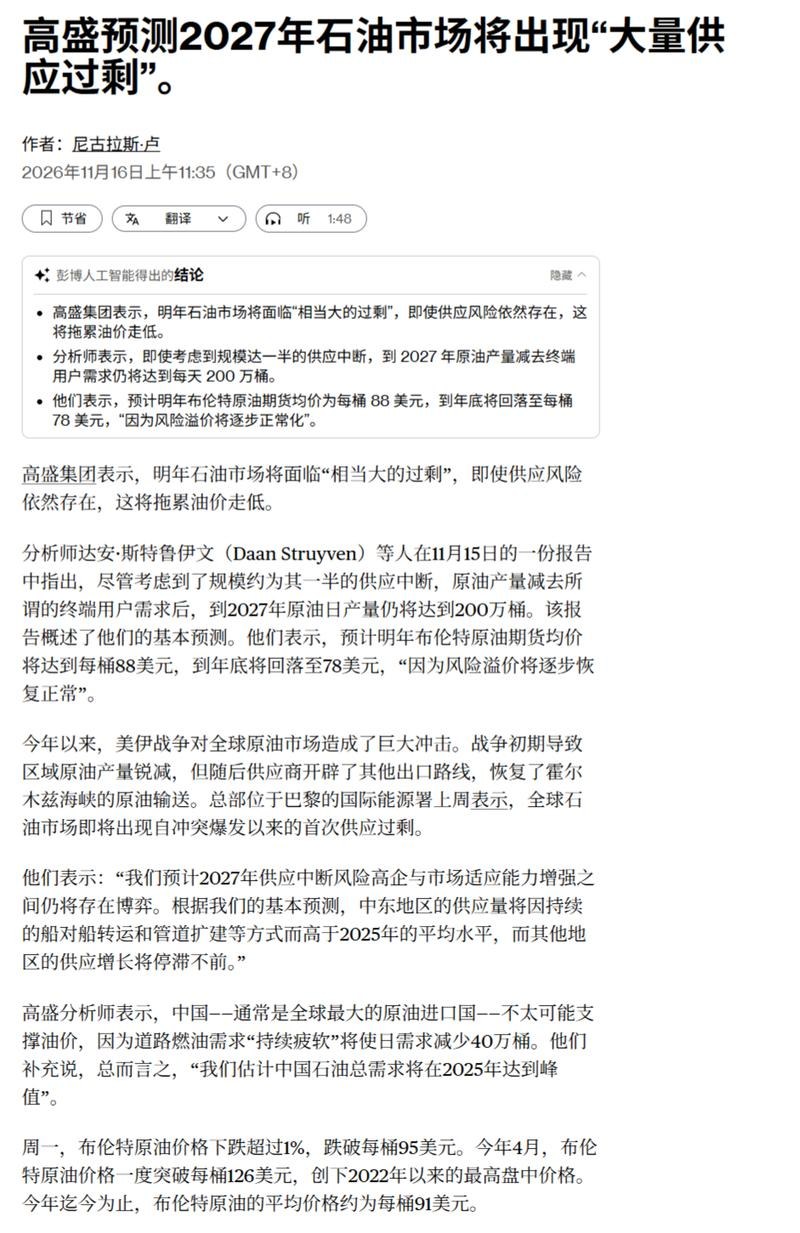 高盛预测2027年石油市场将出现“大量供
应过剩”。
作者：尼古拉斯·卢
2026年11月16日上午11:35（GMT+8）
节省 翻译 听 1:48
彭博人工智能得出的结论 隐藏
• 高盛集团表示，明年石油市场将面临“相当大的过剩”，即使供应风险依然存在，这
将拖累油价走低。
• 分析师表示，即使考虑到规模达一半的供应中断，到 2027 年原油产量减去终端
用户需求仍将达到每天 200 万桶。
• 他们表示，预计明年布伦特原油期货均价为每桶 88 美元，到年底将回落至每桶
78 美元，“因为风险溢价将逐步正常化”。
高盛集团表示，明年石油市场将面临“相当大的过剩”，即使供应风险
依然存在，这将拖累油价走低。
分析师达安·斯特鲁伊文（Daan Struyven）等人在11月15日的一份报告
中指出，尽管考虑到了规模约为其一半的供应中断，原油产量减去所
谓的终端用户需求后，到2027年原油日产量仍将达到200万桶。该报
告概述了他们的基本预测。他们表示，预计明年布伦特原油期货均价
将达到每桶88美元，到年底将回落至78美元，“因为风险溢价将逐步恢
复正常”。
今年以来，美伊战争对全球原油市场造成了巨大冲击。战争初期导致
区域原油产量锐减，但随后供应商开辟了其他出口路线，恢复了霍尔
木兹海峡的原油输送。总部位于巴黎的国际能源署上周表示，全球石
油市场即将出现自冲突爆发以来的首次供应过剩。
他们表示：“我们预计2027年供应中断风险高企与市场适应能力增强之
间仍将存在博弈。根据我们的基本预测，中东地区的供应量将因持续
的船对船转运和管道扩建等方式而高于2025年的平均水平，而其他地
区的供应增长将停滞不前。”
高盛分析师表示，中国——通常是全球最大的原油进口国——不太可能支
撑油价，因为道路燃油需求“持续疲软”将使日需求减少40万桶。他们
补充说，总而言之，“我们估计中国石油总需求将在2025年达到峰
值”。
周一，布伦特原油价格下跌超过1%，跌破每桶95美元。今年4月，布伦
特原油价格一度突破每桶126美元，创下2022年以来的最高盘中价格。
今年迄今为止，布伦特原油的平均价格约为每桶91美元。